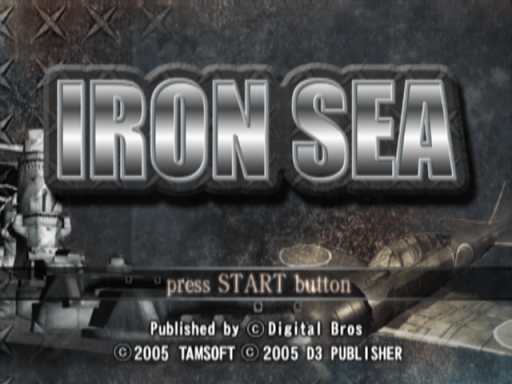 IRON SEA
press START button
Published by ©Digital Bros
©2005 TAMSOFT ©2005 D3 PUBLISHER